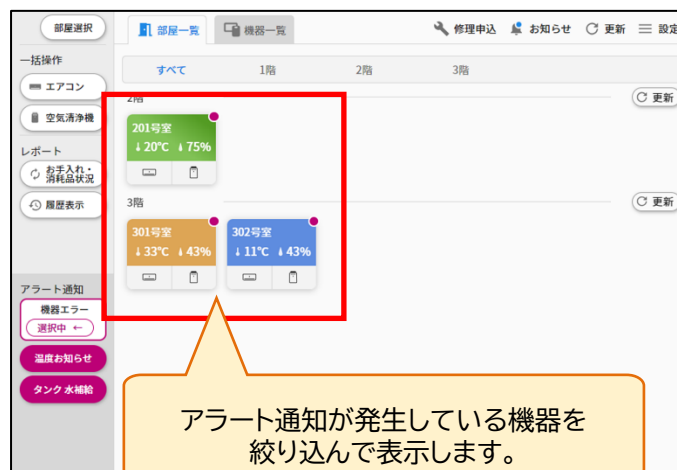 部屋選択
部屋一覧
機器一覧
修理申込
お知らせ
更新
設定
一括操作
エアコン
空気清浄機
レポート
お手入れ・
消耗品状況
履歴表示
アラート通知
機器エラー
選択中 ←
温度お知らせ
タンク 水補給
すべて
1階
2階
3階
2階
更新
201号室
20℃ 75%
3階
更新
301号室
33℃ 43%
302号室
11℃ 43%
アラート通知が発生している機器を
絞り込んで表示します。